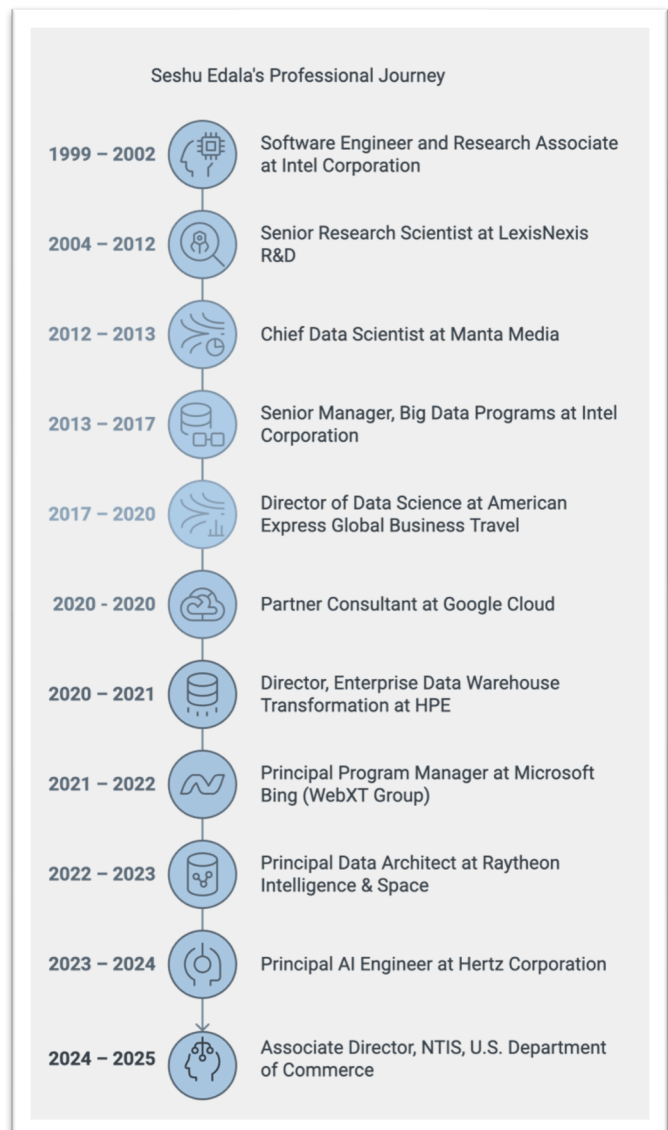 Seshu Edala's Professional Journey
1999 – 2002
Software Engineer and Research Associate
at Intel Corporation
2004 – 2012
Senior Research Scientist at LexisNexis
R&D
2012 – 2013
Chief Data Scientist at Manta Media
2013 – 2017
Senior Manager, Big Data Programs at Intel
Corporation
2017 – 2020
Director of Data Science at American
Express Global Business Travel
2020 - 2020
Partner Consultant at Google Cloud
2020 – 2021
Director, Enterprise Data Warehouse
Transformation at HPE
2021 – 2022
Principal Program Manager at Microsoft
Bing (WebXT Group)
2022 – 2023
Principal Data Architect at Raytheon
Intelligence & Space
2023 – 2024
Principal AI Engineer at Hertz Corporation
2024 – 2025
Associate Director, NTIS, U.S. Department
of Commerce